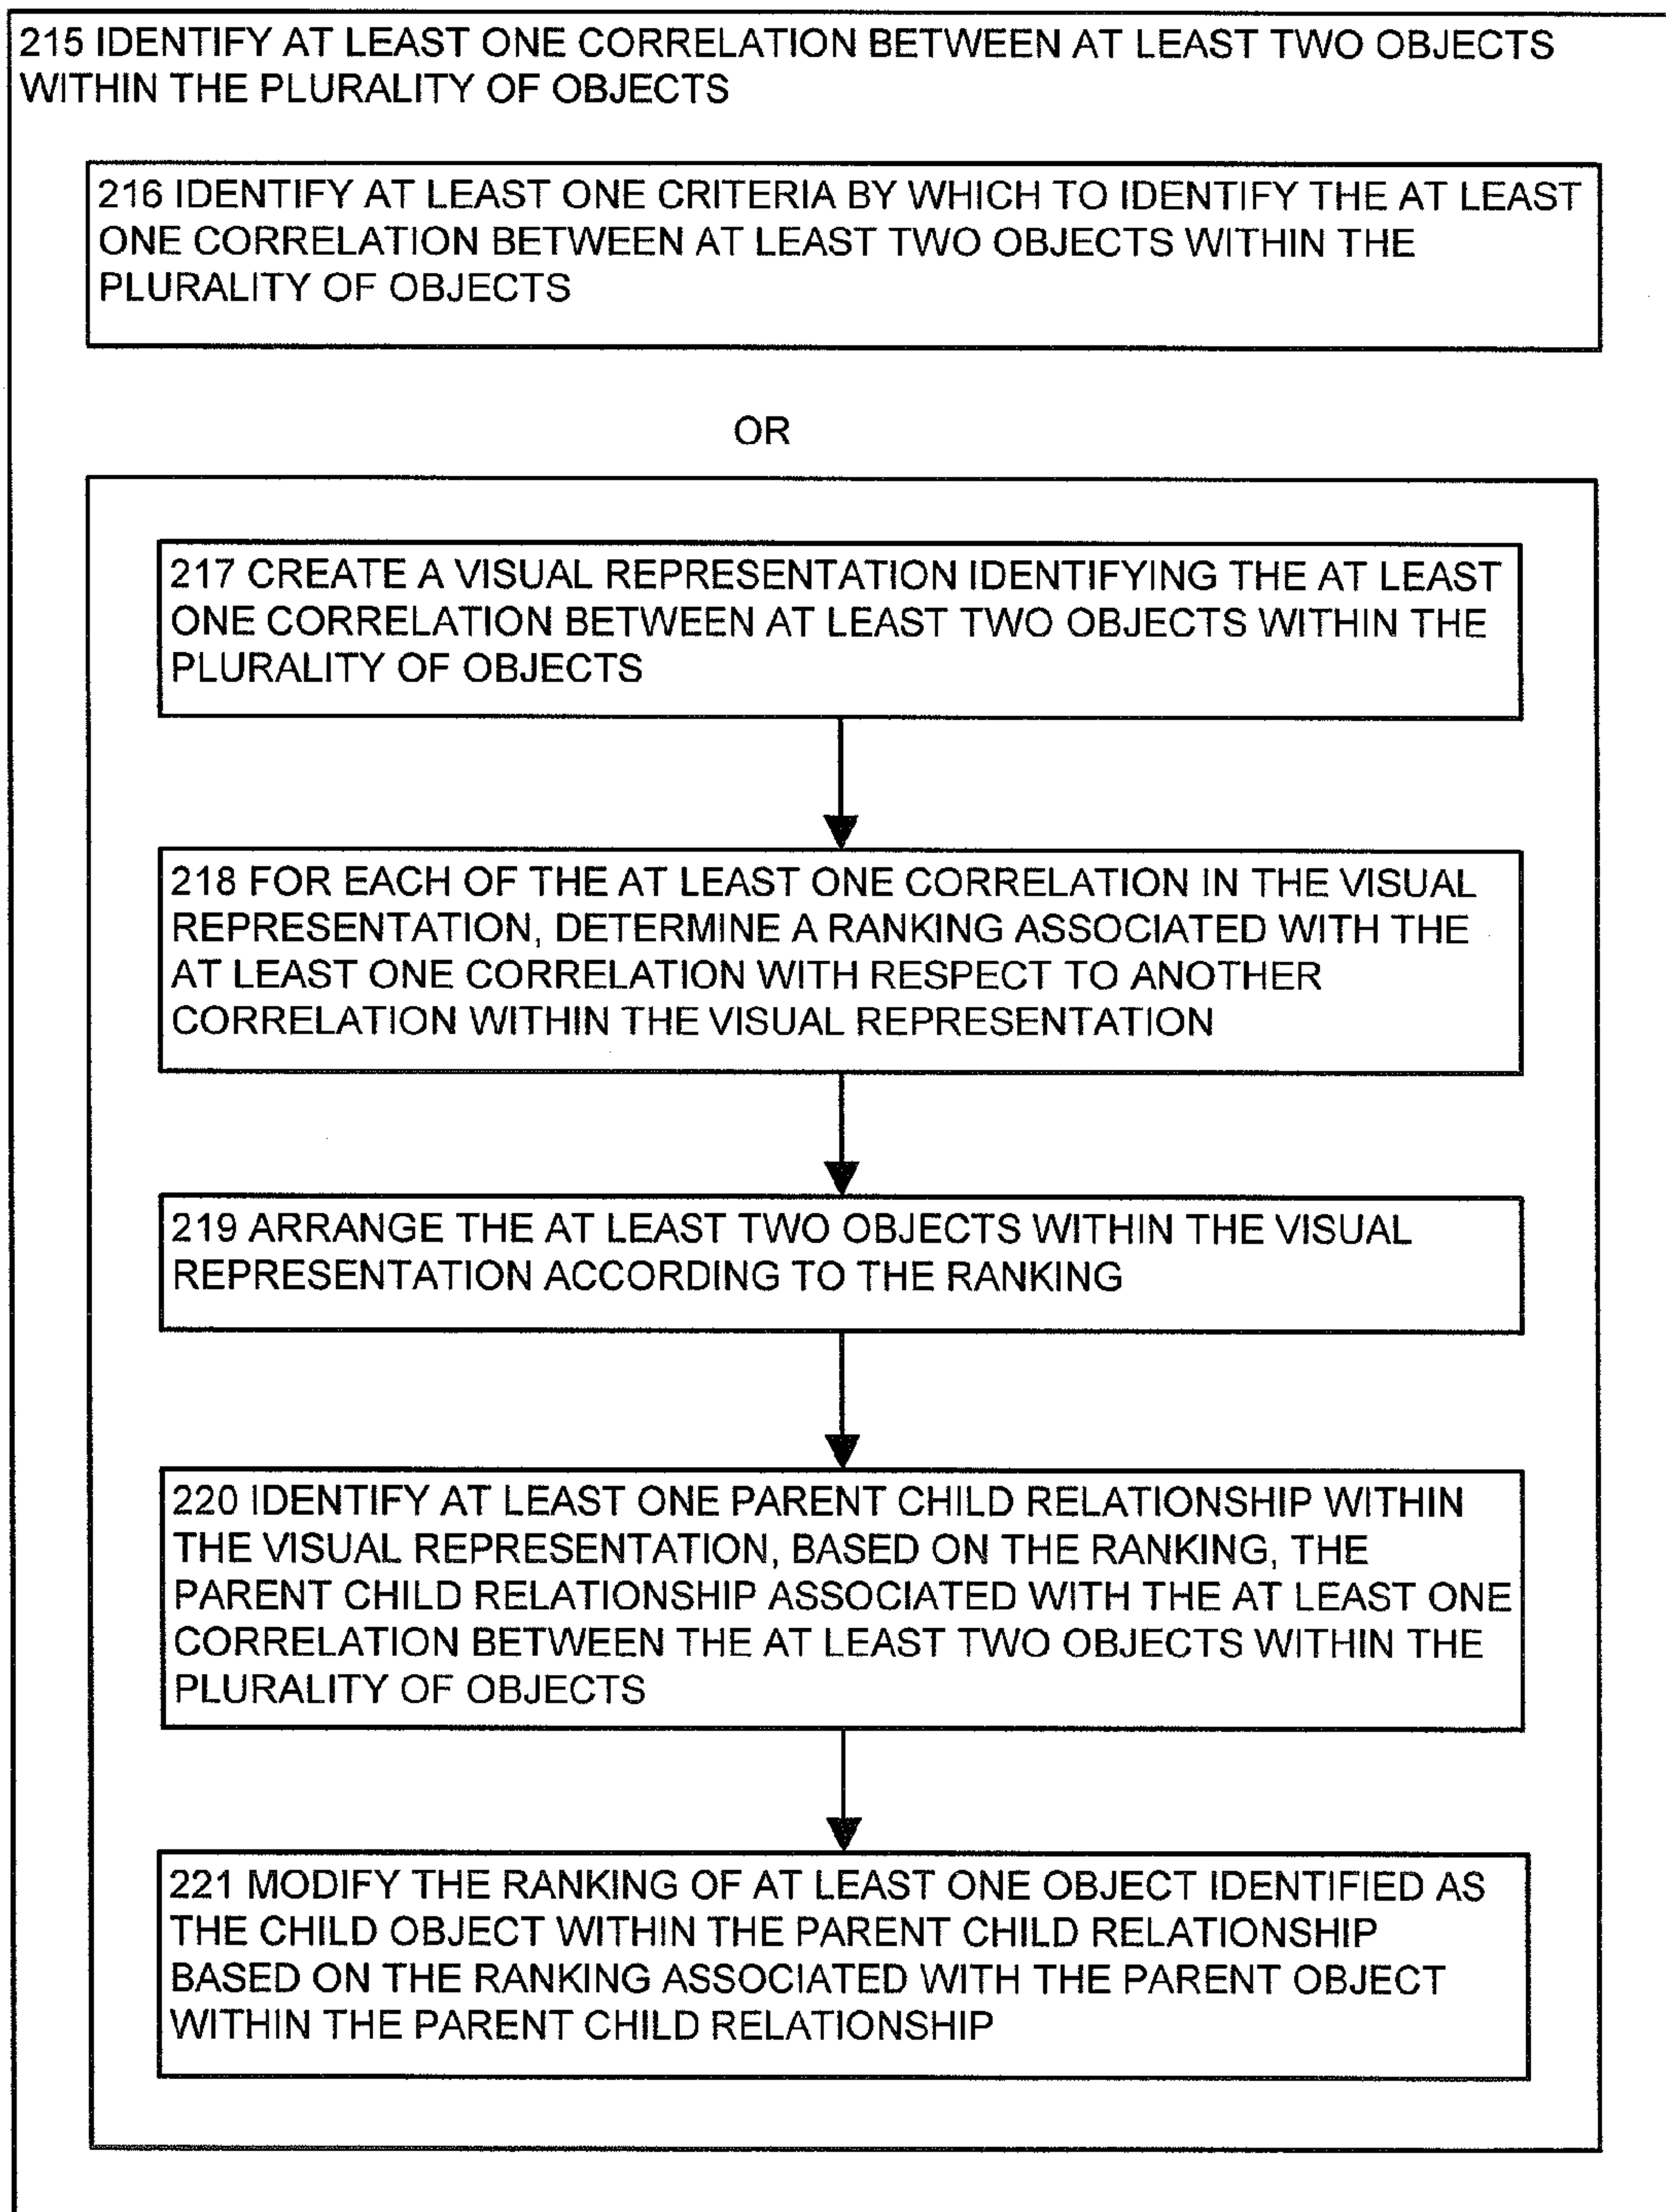 215 IDENTIFY AT LEAST ONE CORRELATION BETWEEN AT LEAST TWO OBJECTS
WITHIN THE PLURALITY OF OBJECTS
216 IDENTIFY AT LEAST ONE CRITERIA BY WHICH TO IDENTIFY THE AT LEAST
ONE CORRELATION BETWEEN AT LEAST TWO OBJECTS WITHIN THE
PLURALITY OF OBJECTS
OR
217 CREATE A VISUAL REPRESENTATION IDENTIFYING THE AT LEAST
ONE CORRELATION BETWEEN AT LEAST TWO OBJECTS WITHIN THE
PLURALITY OF OBJECTS
218 FOR EACH OF THE AT LEAST ONE CORRELATION IN THE VISUAL
REPRESENTATION, DETERMINE A RANKING ASSOCIATED WITH THE
AT LEAST ONE CORRELATION WITH RESPECT TO ANOTHER
CORRELATION WITHIN THE VISUAL REPRESENTATION
219 ARRANGE THE AT LEAST TWO OBJECTS WITHIN THE VISUAL
REPRESENTATION ACCORDING TO THE RANKING
220 IDENTIFY AT LEAST ONE PARENT CHILD RELATIONSHIP WITHIN
THE VISUAL REPRESENTATION, BASED ON THE RANKING, THE
PARENT CHILD RELATIONSHIP ASSOCIATED WITH THE AT LEAST ONE
CORRELATION BETWEEN THE AT LEAST TWO OBJECTS WITHIN THE
PLURALITY OF OBJECTS
221 MODIFY THE RANKING OF AT LEAST ONE OBJECT IDENTIFIED AS
THE CHILD OBJECT WITHIN THE PARENT CHILD RELATIONSHIP
BASED ON THE RANKING ASSOCIATED WITH THE PARENT OBJECT
WITHIN THE PARENT CHILD RELATIONSHIP